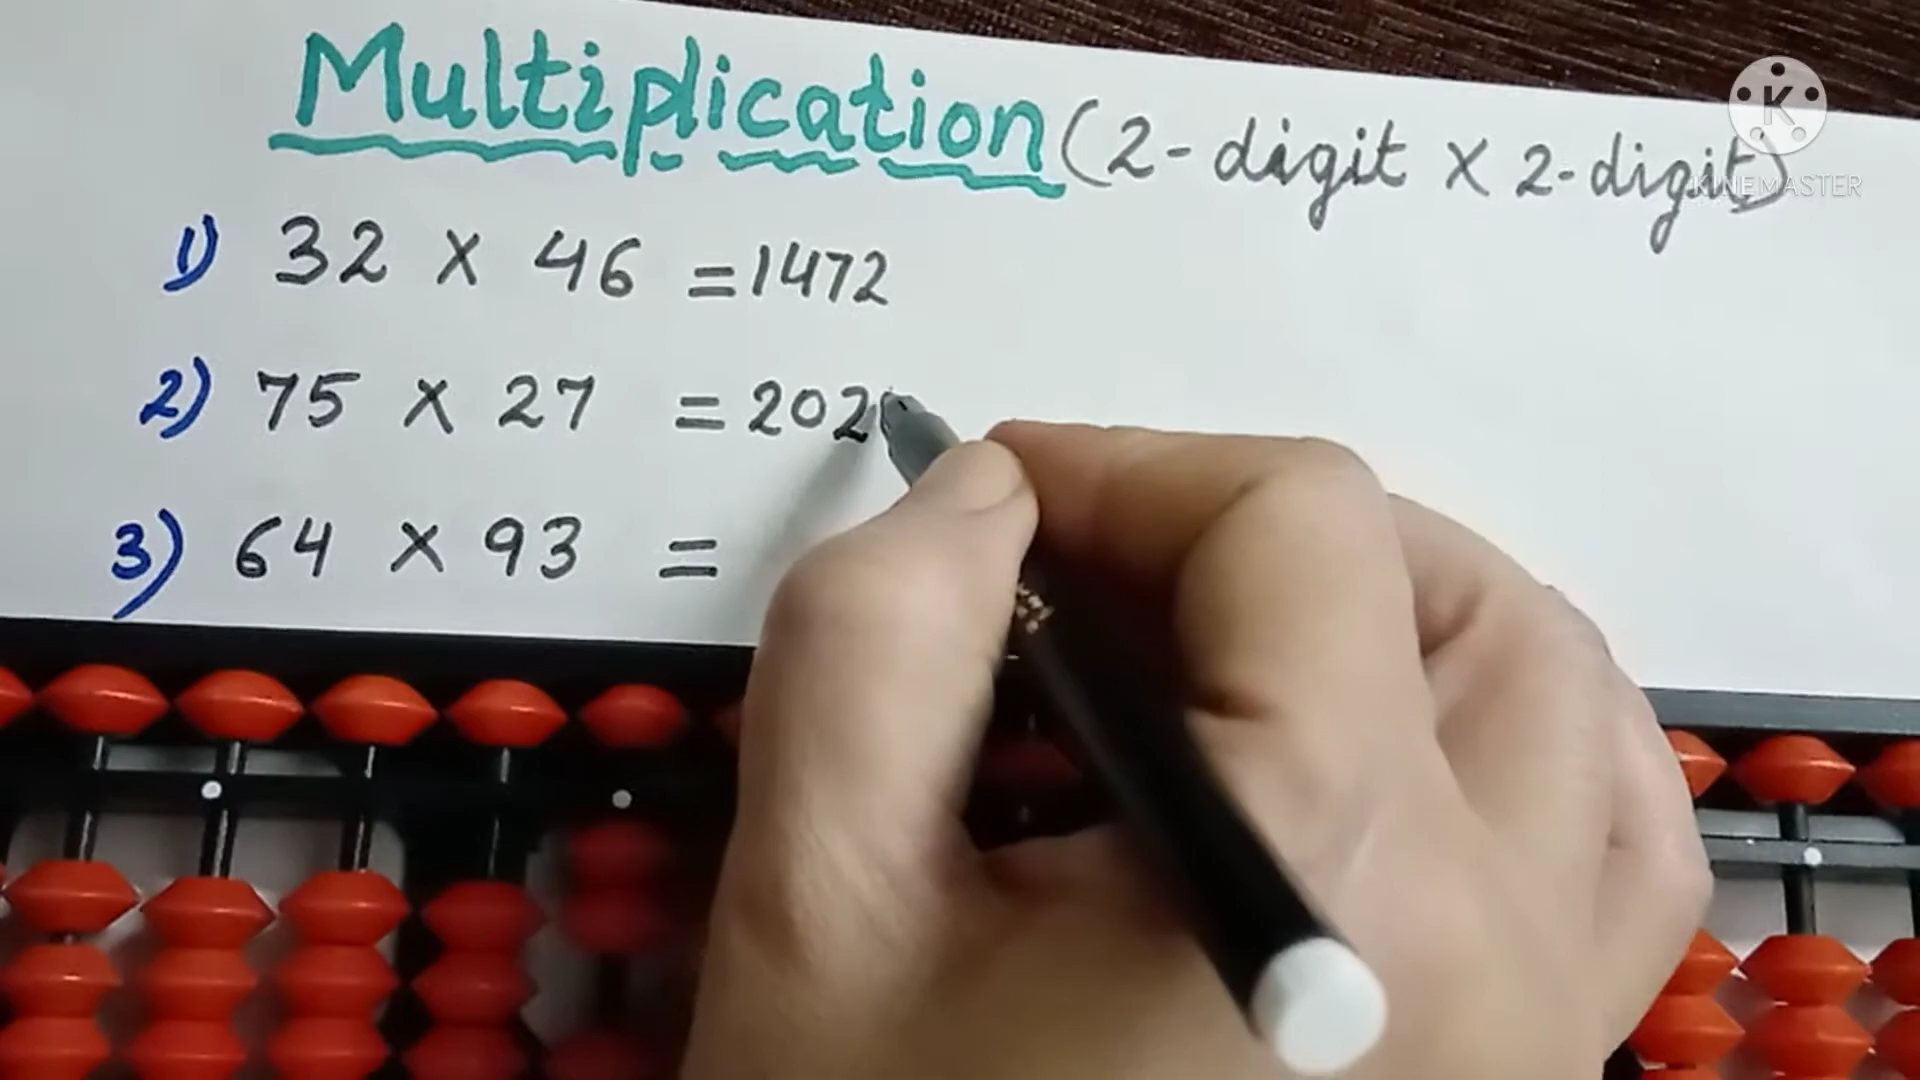 Multiplication (2-digit X 2-digit)
K
KINEMASTER
1) 32 X 46 = 1472
2) 75 X 27 = 202
3) 64 X 93 =